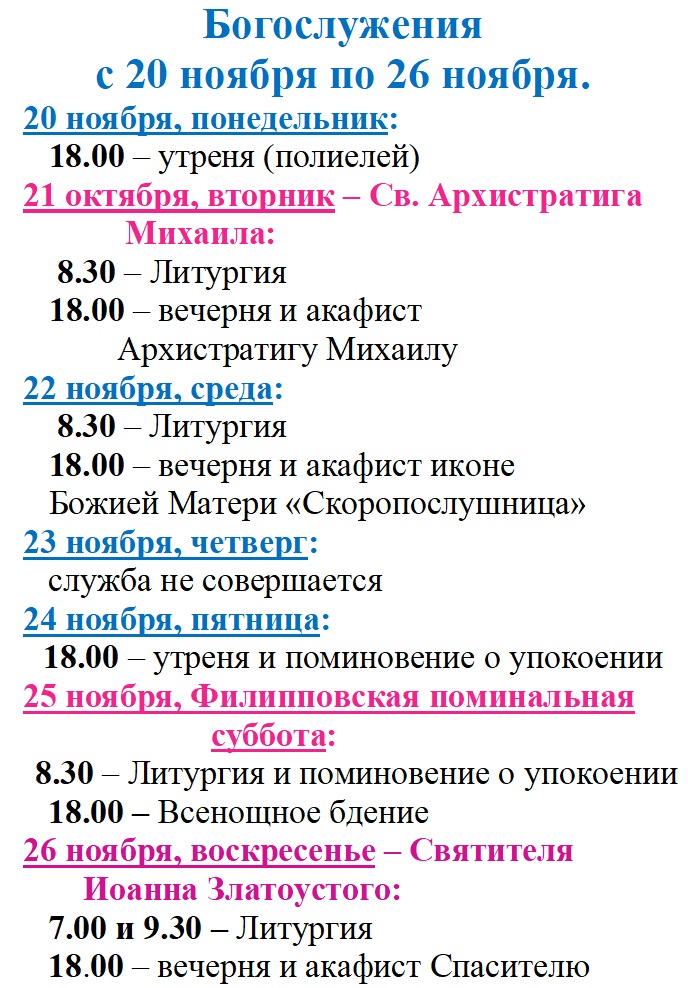 Богослужения
с 20 ноября по 26 ноября.
20 ноября, понедельник:
18.00 – утреня (полиелей)
21 октября, вторник – Св. Архистратига
Михаила:
8.30 – Литургия
18.00 – вечерня и акафист
Архистратигу Михаилу
22 ноября, среда:
8.30 – Литургия
18.00 – вечерня и акафист иконе
Божией Матери «Скоропослушница»
23 ноября, четверг:
служба не совершается
24 ноября, пятница:
18.00 – утреня и поминовение о упокоении
25 ноября, Филипповская поминальная
суббота:
8.30 – Литургия и поминовение о упокоении
18.00 – Всенощное бдение
26 ноября, воскресенье – Святителя
Иоанна Златоустого:
7.00 и 9.30 – Литургия
18.00 – вечерня и акафист Спасителю